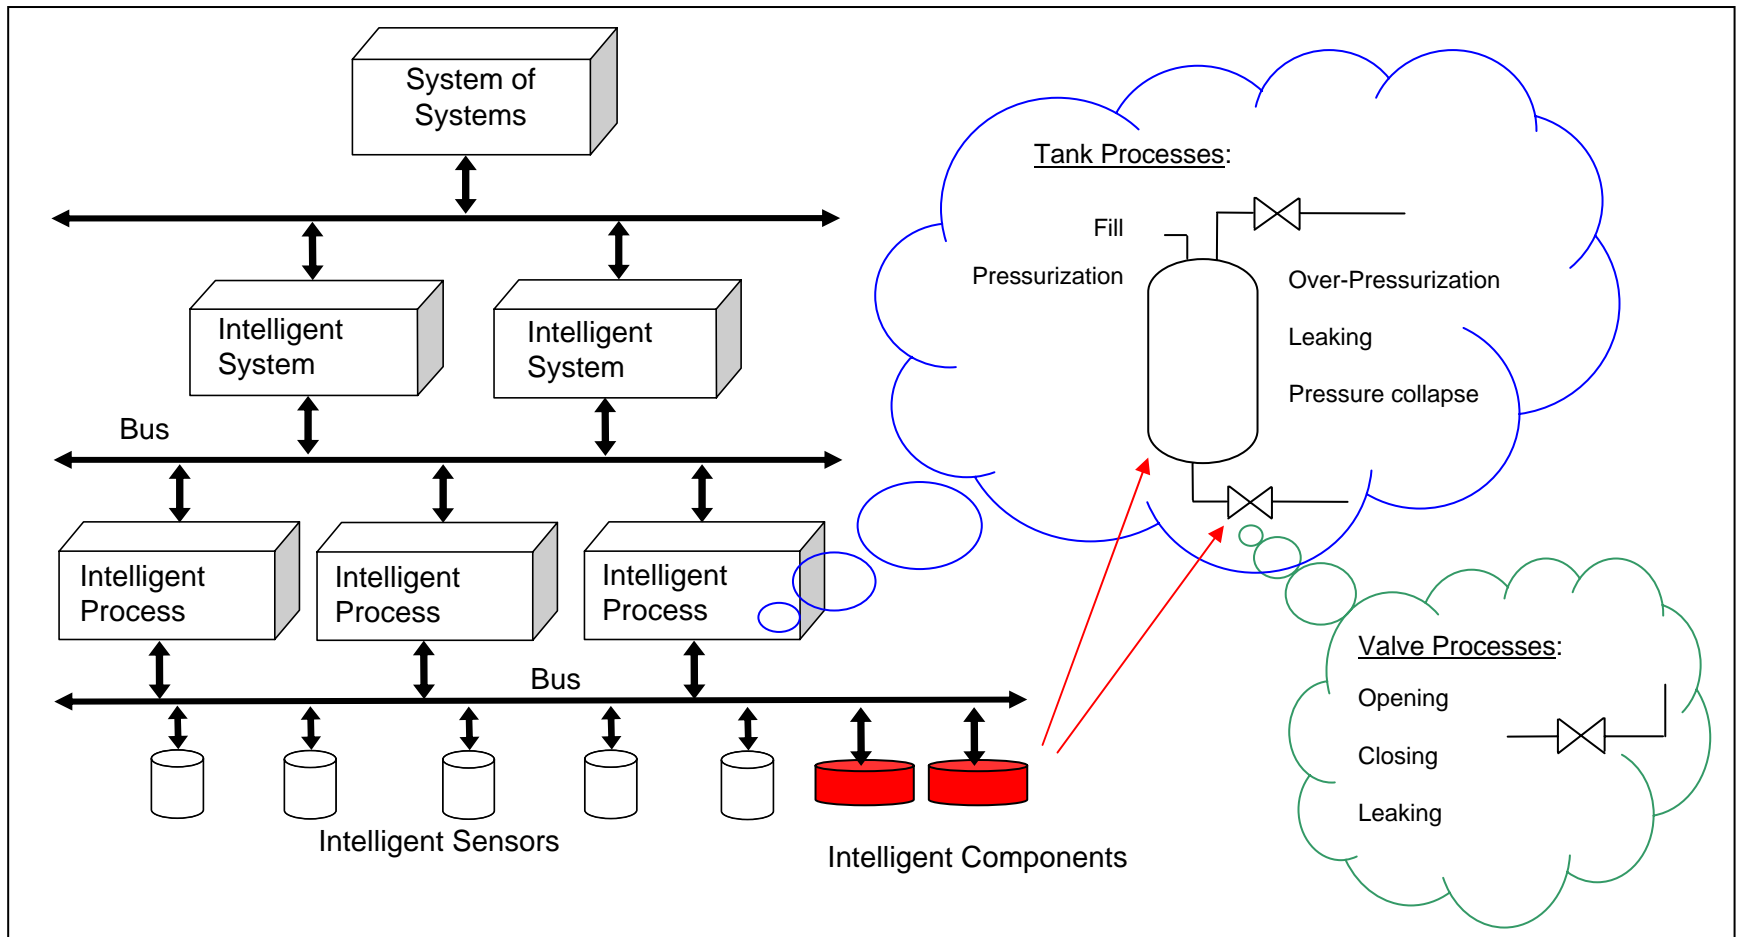 System of
Systems
Intelligent
System
Intelligent
System
Bus
Intelligent
Process
Intelligent
Process
Intelligent
Process
Bus
Intelligent Sensors
Intelligent Components
Tank Processes:
Fill
Pressurization
Over-Pressurization
Leaking
Pressure collapse
Valve Processes:
Opening
Closing
Leaking